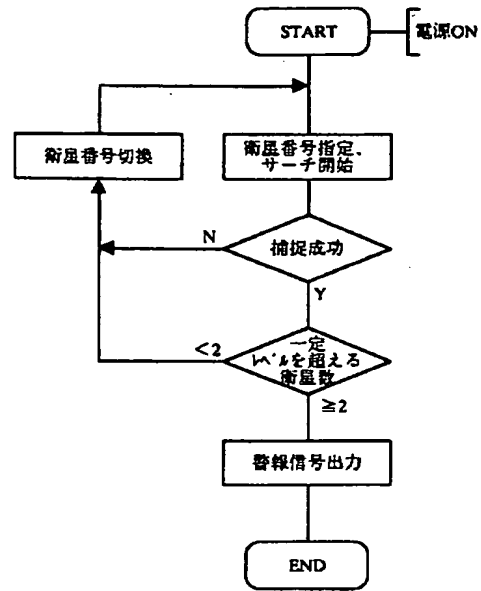 START
電源ON
衛星番号切換
衛星番号指定、
サーチ開始
N
捕捉成功
Y
<2
一定
レベルを超える
衛星数
≧2
警報信号出力
END